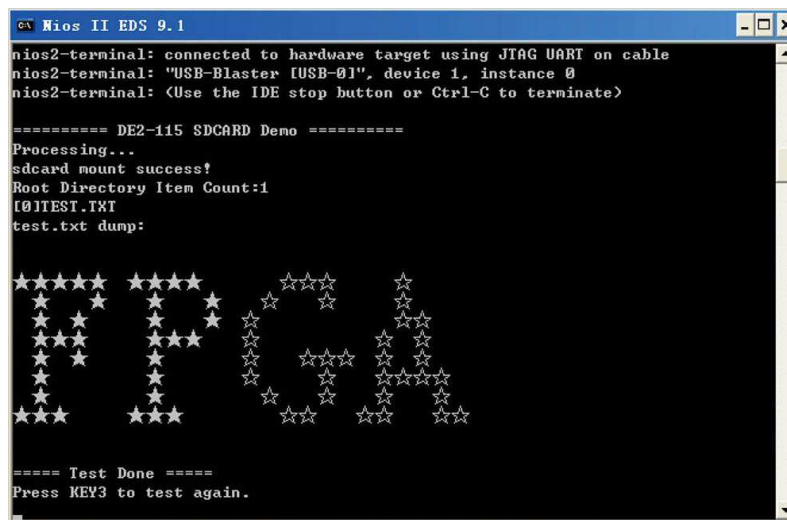 Nios II EDS 9.1
nios2-terminal: connected to hardware target using JTAG UART on cable
nios2-terminal: "USB-Blaster [USB-0]", device 1, instance 0
nios2-terminal: (Use the IDE stop button or Ctrl-C to terminate)
========== DE2-115 SDCARD Demo ==========
Processing...
sdcard mount success!
Root Directory Item Count:1
[0]TEST.TXT
test.txt dump:
FPGA
===== Test Done =====
Press KEY3 to test again.